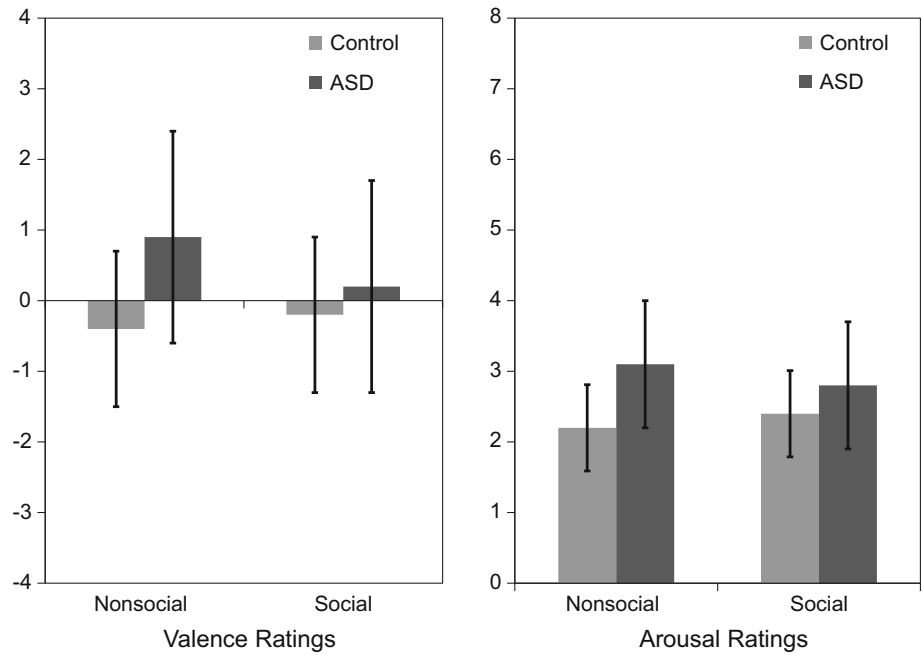 4
3
2
1
0
-1
-2
-3
-4
Control
ASD
Nonsocial Social
Valence Ratings
8
7
6
5
4
3
2
1
0
Control
ASD
Nonsocial Social
Arousal Ratings